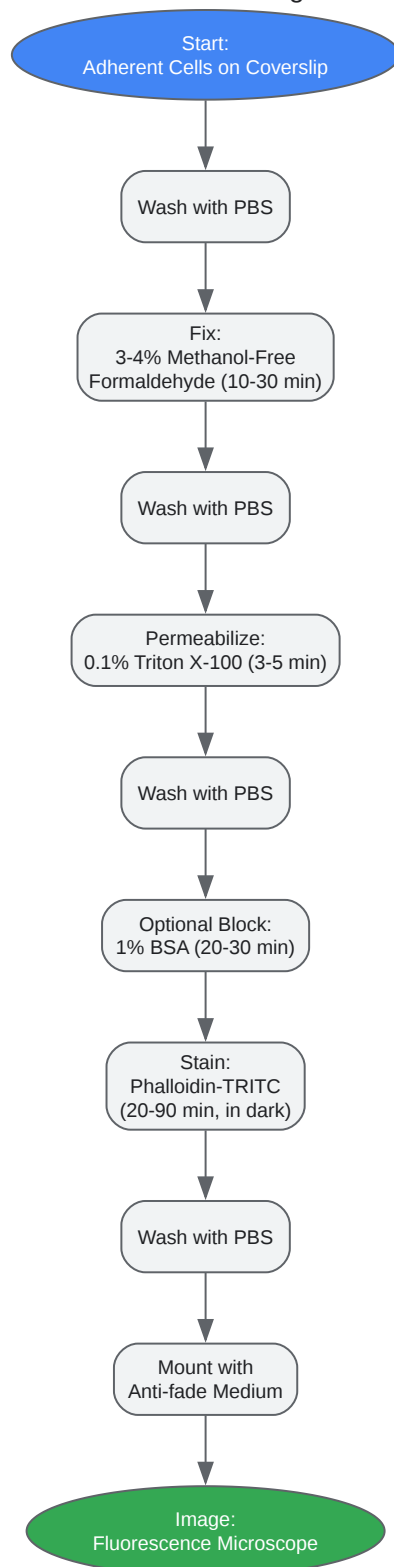 Start:
Adherent Cells on Coverslip
Wash with PBS
Fix:
3-4% Methanol-Free
Formaldehyde (10-30 min)
Wash with PBS
Permeabilize:
0.1% Triton X-100 (3-5 min)
Wash with PBS
Optional Block:
1% BSA (20-30 min)
Stain:
Phalloidin-TRITC
(20-90 min, in dark)
Wash with PBS
Mount with
Anti-fade Medium
Image:
Fluorescence Microscope